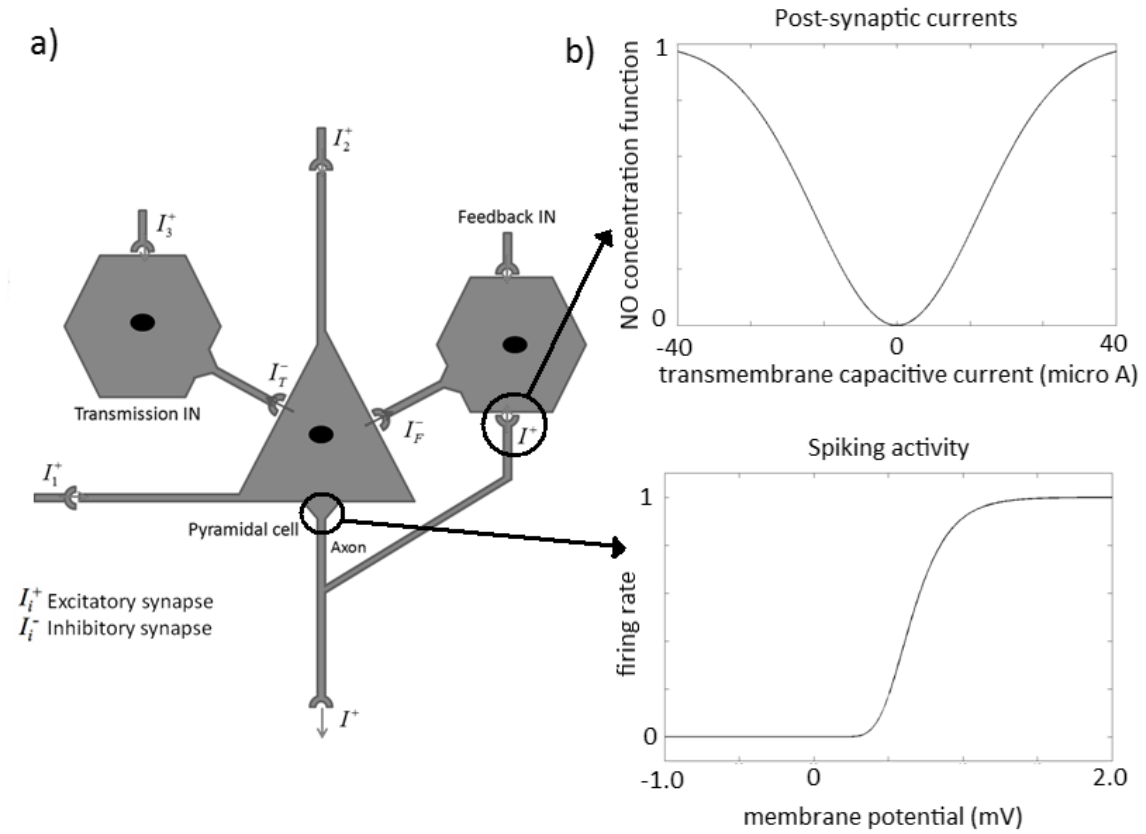 a)
I₂⁺
I₃⁺
Feedback IN
I_T⁻
Transmission IN
I_F⁻
I⁺
I₁⁺
Pyramidal cell
Axon
Iᵢ⁺ Excitatory synapse
Iᵢ⁻ Inhibitory synapse
I⁺
b)
Post-synaptic currents
NO concentration function
1
0
-40
0
40
transmembrane capacitive current (micro A)
Spiking activity
firing rate
1
0
-1.0
0
2.0
membrane potential (mV)